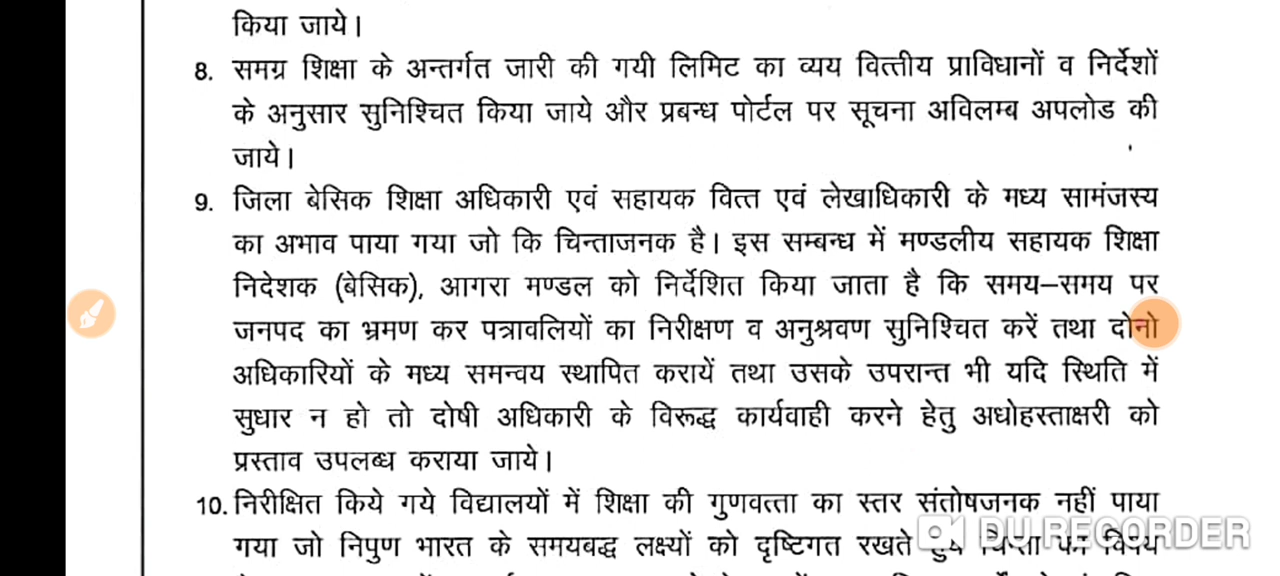 किया जाये।
8. समग्र शिक्षा के अन्तर्गत जारी की गयी लिमिट का व्यय वित्तीय प्राविधानों व निर्देशों
के अनुसार सुनिश्चित किया जाये और प्रबन्ध पोर्टल पर सूचना अविलम्ब अपलोड की
जाये।
9. जिला बेसिक शिक्षा अधिकारी एवं सहायक वित्त एवं लेखाधिकारी के मध्य सामंजस्य
का अभाव पाया गया जो कि चिन्ताजनक है। इस सम्बन्ध में मण्डलीय सहायक शिक्षा
निदेशक (बेसिक), आगरा मण्डल को निर्देशित किया जाता है कि समय–समय पर
जनपद का भ्रमण कर पत्रावलियों का निरीक्षण व अनुश्रवण सुनिश्चित करें तथा दोनो
अधिकारियों के मध्य समन्वय स्थापित करायें तथा उसके उपरान्त भी यदि स्थिति में
सुधार न हो तो दोषी अधिकारी के विरूद्ध कार्यवाही करने हेतु अधोहस्ताक्षरी को
प्रस्ताव उपलब्ध कराया जाये।
10. निरीक्षित किये गये विद्यालयों में शिक्षा की गुणवत्ता का स्तर संतोषजनक नहीं पाया
गया जो निपुण भारत के समयबद्ध लक्ष्यों को दृष्टिगत रखते
DU RECORDER